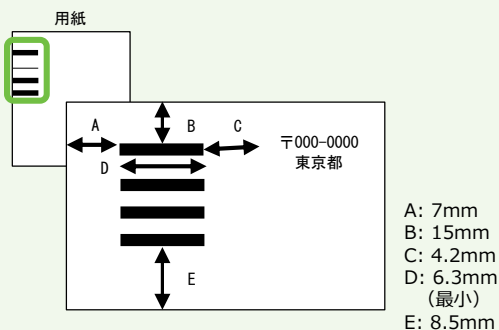 用紙
A
B
C
〒000-0000
東京都
D
E
A: 7mm
B: 15mm
C: 4.2mm
D: 6.3mm
（最小）
E: 8.5mm